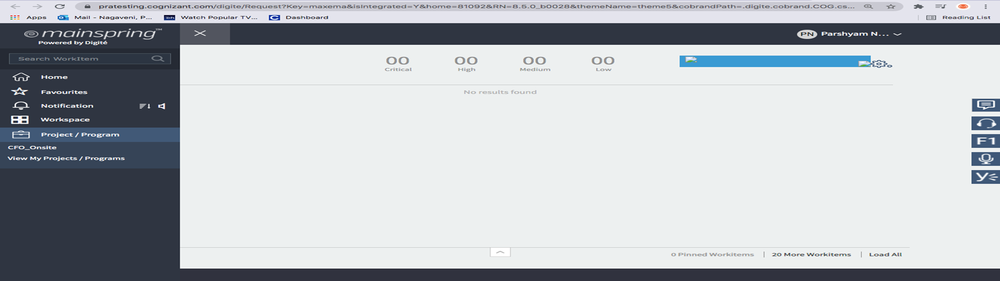 pratesting.cognizant.com/digite/Request?Key=maxema&isIntegrated=Y&home=81092&RN=8.5.0_b0028&themeName=theme5&cobrandPath=.digite.cobrand.COG.cs...
Apps Mail - Nagaveni, P... Watch Popular TV... Dashboard Reading List
mainspring™
Powered by Digité
PN Parshyam N...
Search WorkItem
00 00 00 00
Critical High Medium Low
Home
Favourites
No results found
Notification
Workspace
Project / Program
CFO_Onsite
View My Projects / Programs
F1
0 Pinned Workitems | 20 More Workitems | Load All